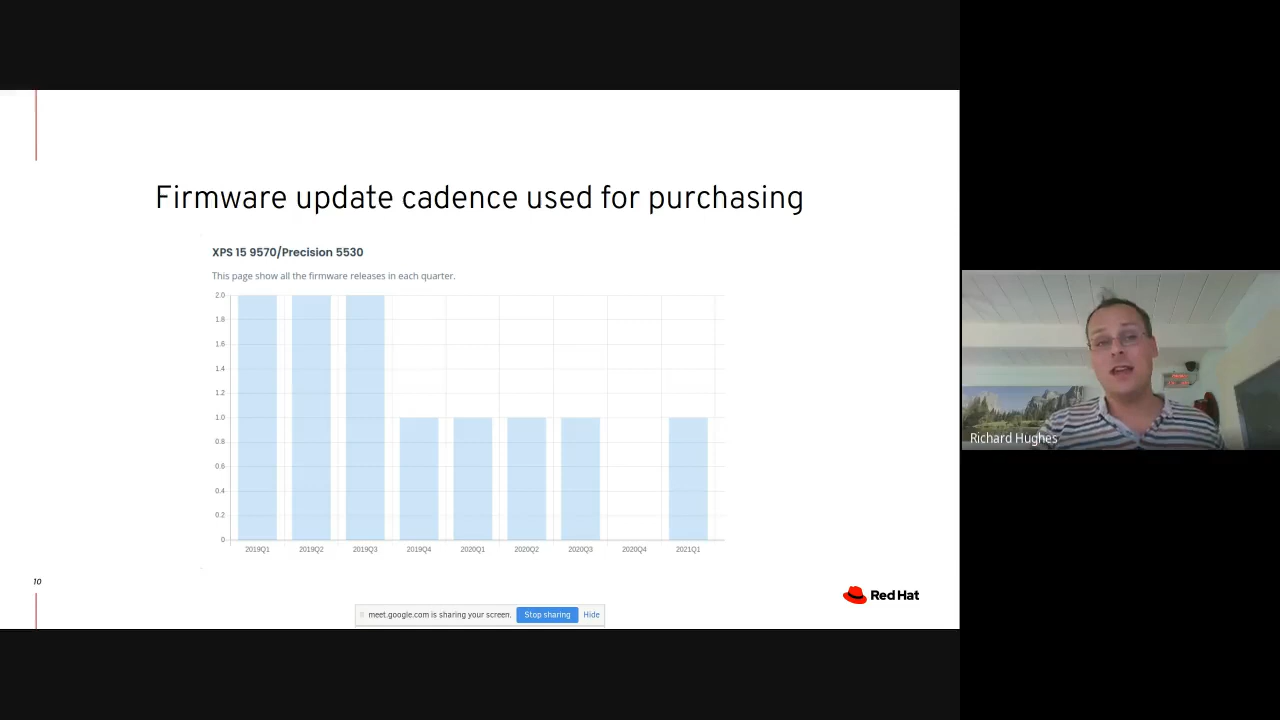 Firmware update cadence used for purchasing
XPS 15 9570/Precision 5530
This page show all the firmware releases in each quarter.
2.0
1.8
1.6
1.4
1.2
1.0
0.8
0.6
0.4
0.2
0
2019Q1 2019Q2 2019Q3 2019Q4 2020Q1 2020Q2 2020Q3 2020Q4 2021Q1
Richard Hughes
10
Red Hat
meet.google.com is sharing your screen. Stop sharing Hide